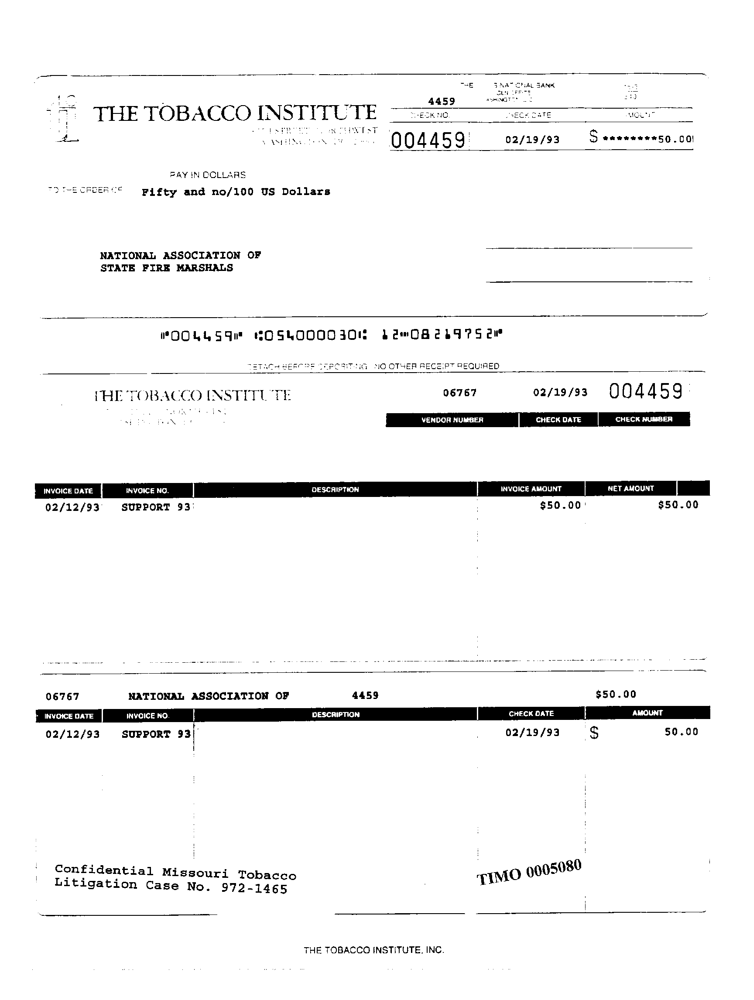 THE NATIONAL BANK
4459
THE TOBACCO INSTITUTE
CHECK NO. CHECK DATE AMOUNT
004459 02/19/93 $ ********50.00
PAY IN DOLLARS
TO THE ORDER OF Fifty and no/100 US Dollars
NATIONAL ASSOCIATION OF
STATE FIRE MARSHALS
⑈004459⑈ ⑆054000030⑆ 12⑉08219752⑈
DETACH BEFORE DEPOSITING NO OTHER RECEIPT REQUIRED
THE TOBACCO INSTITUTE 06767 02/19/93 004459
VENDOR NUMBER CHECK DATE CHECK NUMBER
INVOICE DATE INVOICE NO. DESCRIPTION INVOICE AMOUNT NET AMOUNT
02/12/93 SUPPORT 93 $50.00 $50.00
06767 NATIONAL ASSOCIATION OF 4459 $50.00
INVOICE DATE INVOICE NO. DESCRIPTION CHECK DATE AMOUNT
02/12/93 SUPPORT 93 02/19/93 $ 50.00
Confidential Missouri Tobacco
Litigation Case No. 972-1465
TIMO 0005080
THE TOBACCO INSTITUTE, INC.